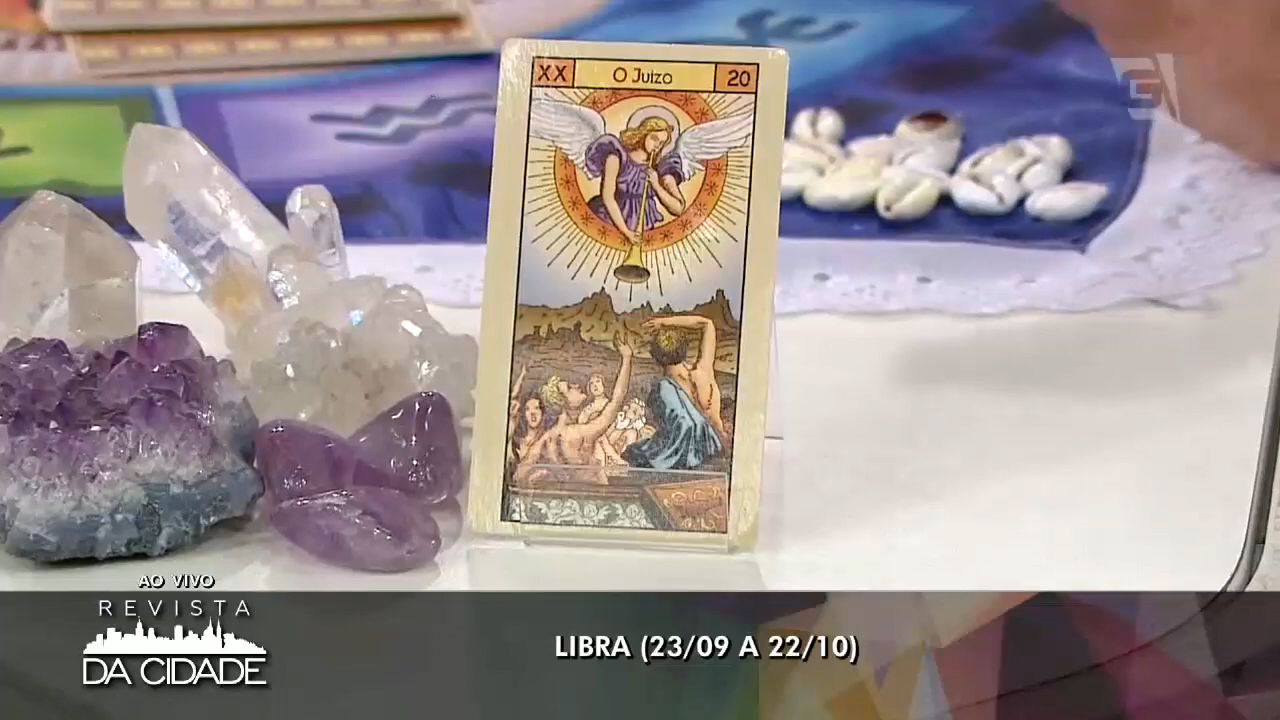 XX O Juizo 20
AO VIVO
REVISTA
DA CIDADE
LIBRA (23/09 A 22/10)